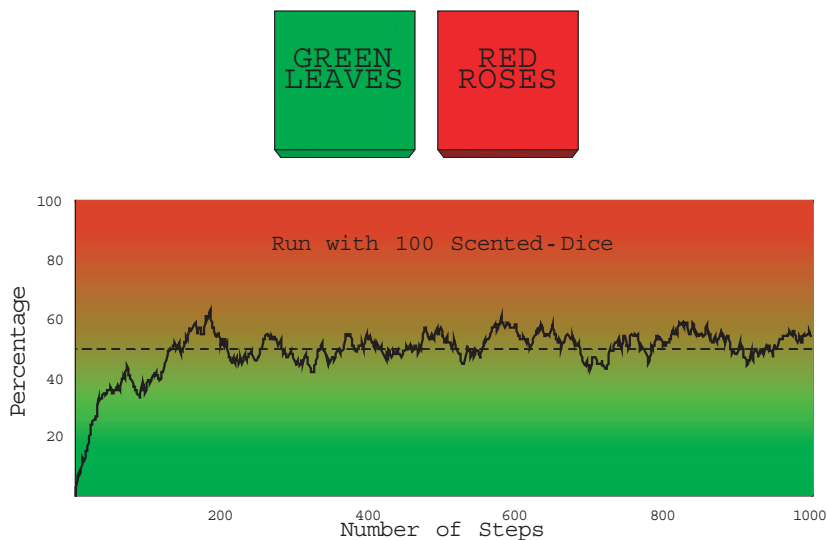 GREEN
LEAVES
RED
ROSES
100
Run with 100 Scented-Dice
80
60
40
20
Percentage
200
400
600
800
1000
Number of Steps